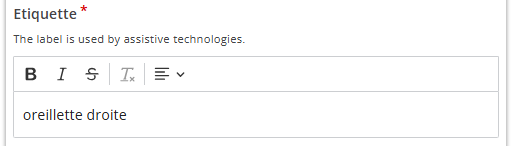 Etiquette *
The label is used by assistive technologies.
B I S Tx
oreillette droite